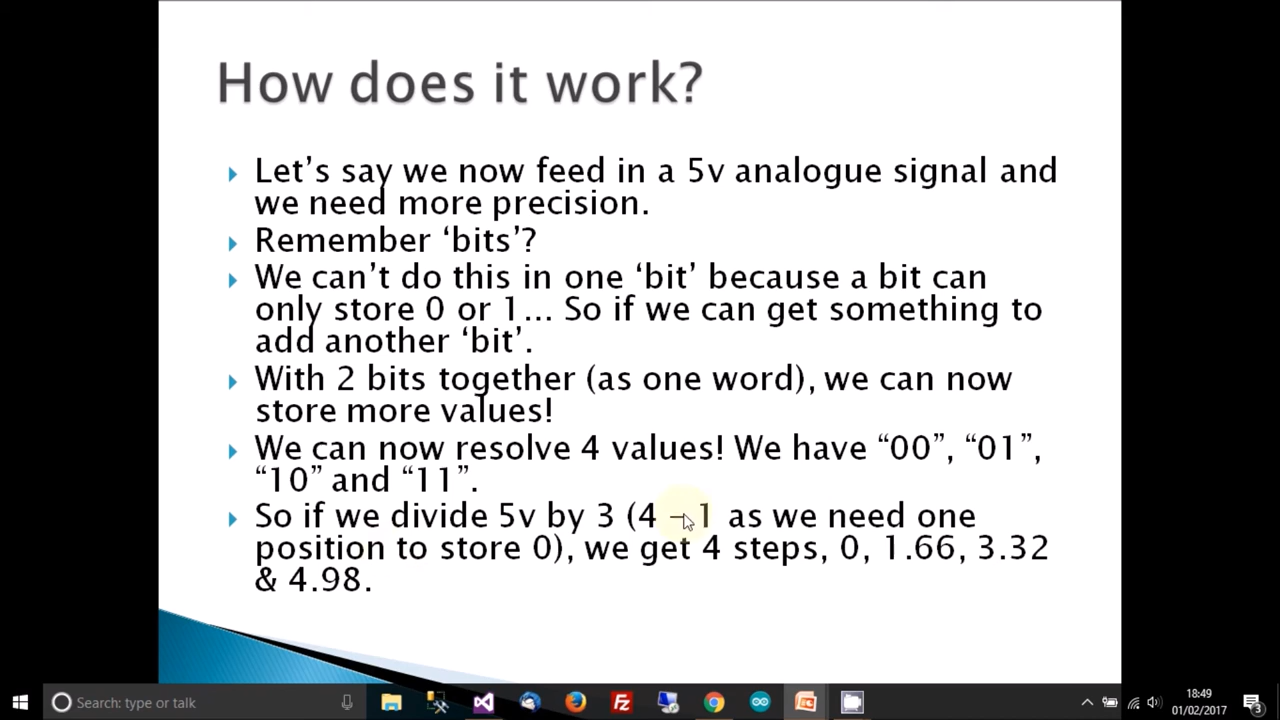 How does it work?
Let's say we now feed in a 5v analogue signal and
we need more precision.
Remember ‘bits’?
We can't do this in one ‘bit’ because a bit can
only store 0 or 1... So if we can get something to
add another ‘bit’.
With 2 bits together (as one word), we can now
store more values!
We can now resolve 4 values! We have “00”, “01”,
“10” and “11”.
So if we divide 5v by 3 (4 – 1 as we need one
position to store 0), we get 4 steps, 0, 1.66, 3.32
& 4.98.
Search: type or talk
18:49
01/02/2017
3